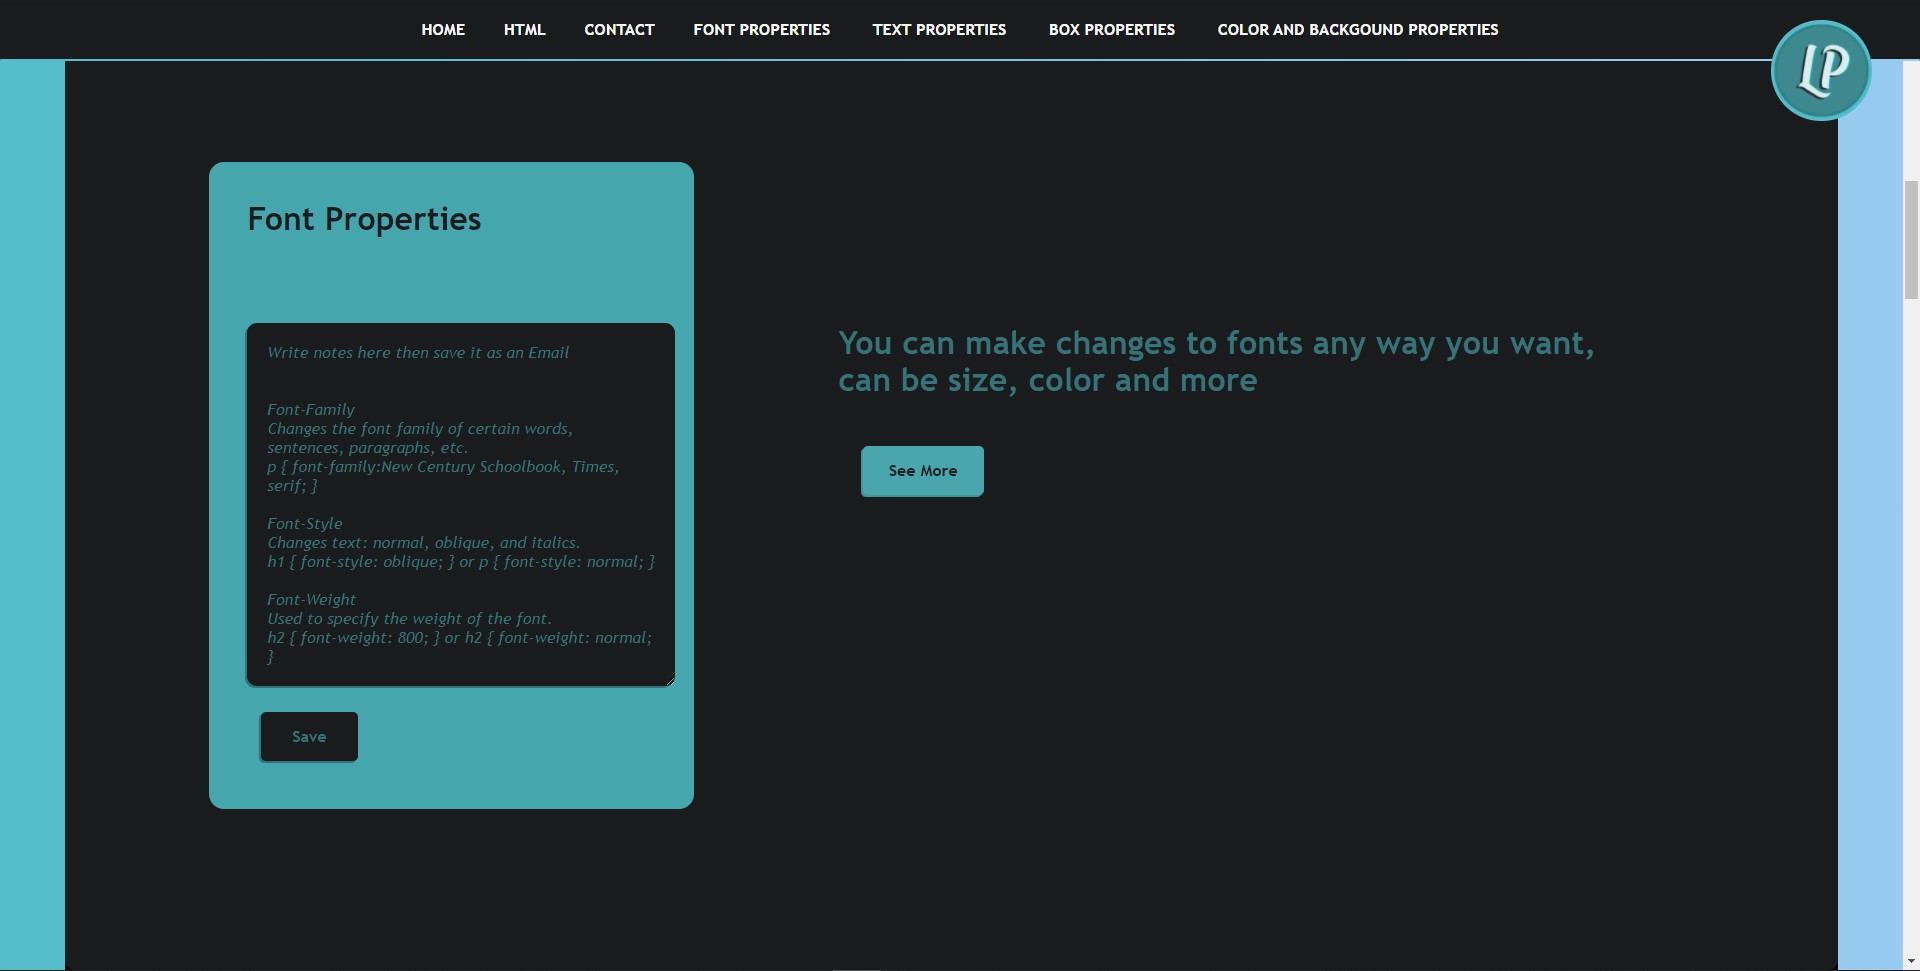 HOME HTML CONTACT FONT PROPERTIES TEXT PROPERTIES BOX PROPERTIES COLOR AND BACKGOUND PROPERTIES
LP
Font Properties
Write notes here then save it as an Email
Font-Family
Changes the font family of certain words,
sentences, paragraphs, etc.
p { font-family:New Century Schoolbook, Times,
serif; }
Font-Style
Changes text: normal, oblique, and italics.
h1 { font-style: oblique; } or p { font-style: normal; }
Font-Weight
Used to specify the weight of the font.
h2 { font-weight: 800; } or h2 { font-weight: normal;
}
Save
You can make changes to fonts any way you want,
can be size, color and more
See More